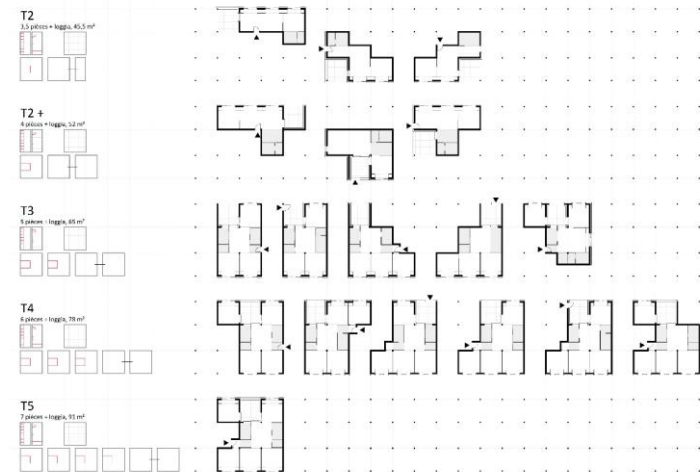 T2
3,5 pièces + loggia, 45,5 m²
T2 +
4 pièces + loggia, 52 m²
T3
5 pièces + loggia, 65 m²
T4
6 pièces + loggia, 78 m²
T5
7 pièces + loggia, 91 m²